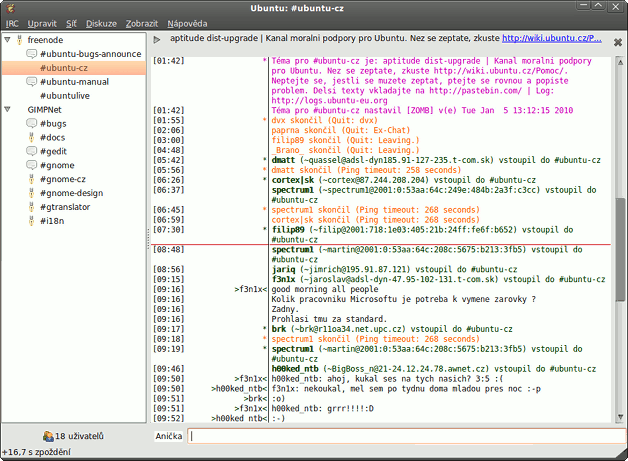 Ubuntu: #ubuntu-cz
IRC Upravit Síť Diskuze Zobrazit Nápověda
freenode
#ubuntu-bugs-announce
#ubuntu-cz
#ubuntu-manual
#ubuntulive
GIMPNet
#bugs
#docs
#gedit
#gnome
#gnome-cz
#gnome-design
#gtranslator
#i18n
aptitude dist-upgrade | Kanal moralni podpory pro Ubuntu. Nez se zeptate, zkuste http://wiki.ubuntu.cz/P...
[01:42] * Téma pro #ubuntu-cz je: aptitude dist-upgrade | Kanal moralni podpory
pro Ubuntu. Nez se zeptate, zkuste http://wiki.ubuntu.cz/Pomoc/.
Neptejte se, jestli se muzete zeptat, ptejte se rovnou a popiste
problem. Delsi texty vkladajte na http://pastebin.com/ | Log:
http://logs.ubuntu-eu.org
[01:42] Téma pro #ubuntu-cz nastavil [ZOMB] v(e) Tue Jan 5 13:12:15 2010
[01:55] * dvx skončil (Quit: dvx)
[02:06] paprna skončil (Quit: Ex-Chat)
[03:00] filip89 skončil (Quit: Leaving.)
[04:48] _Brano_ skončil (Quit: Leaving.)
[05:42] * dmatt (~quassel@adsl-dyn185.91-127-235.t-com.sk) vstoupil do #ubuntu-cz
[05:56] * dmatt skončil (Ping timeout: 258 seconds)
[06:26] * cortex|sk (~cortex@87.244.208.204) vstoupil do #ubuntu-cz
[06:37] spectrum1 (~spectrum1@2001:0:53aa:64c:249e:484b:2a3f:c3cc) vstoupil do
#ubuntu-cz
[06:45] * spectrum1 skončil (Ping timeout: 268 seconds)
[06:59] cortex|sk skončil (Ping timeout: 268 seconds)
[07:30] * filip89 (~filip@2001:718:1e03:405:21b:24ff:fe6f:b652) vstoupil do
#ubuntu-cz
[08:48] spectrum1 (~martin@2001:0:53aa:64c:208c:5675:b213:3fb5) vstoupil do
#ubuntu-cz
[08:56] jariq (~jimrich@195.91.87.121) vstoupil do #ubuntu-cz
[09:15] f3n1x (~jaroslav@adsl-dyn-47.95-102-131.t-com.sk) vstoupil do #ubuntu-cz
[09:16] >f3n1x< good morning all people
[09:16] Kolik pracovniku Microsoftu je potreba k vymene zarovky ?
[09:16] Zadny.
[09:16] Prohlasi tmu za standard.
[09:17] * brk (~brk@r11oa34.net.upc.cz) vstoupil do #ubuntu-cz
[09:18] * spectrum1 skončil (Ping timeout: 268 seconds)
[09:19] * spectrum1 (~martin@2001:0:53aa:64c:208c:5675:b213:3fb5) vstoupil do
#ubuntu-cz
[09:46] h00ked_ntb (~BigBoss_n@21-24.12.24.78.awnet.cz) vstoupil do #ubuntu-cz
[09:50] >f3n1x< h00ked_ntb: ahoj, kukal ses na tych nasich? 3:5 :(
[09:50] >h00ked_ntb< f3n1x: nekoukal, mel sem po tydnu doma mladou pres noc :-p
[09:51] >brk< :o)
[09:51] >f3n1x< h00ked_ntb: grrr!!!!:D
[09:52] >h00ked_ntb< :-)
18 uživatelů
Anička
+16,7 s zpoždění